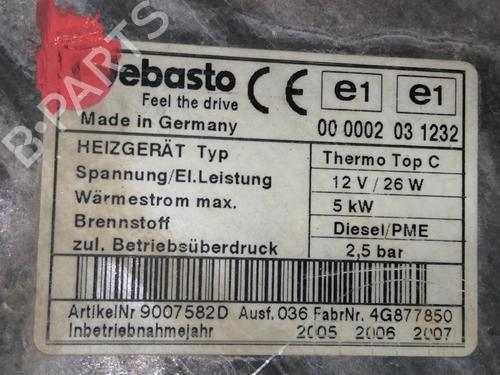 ebasto
Feel the drive
CE e1 e1
Made in Germany 00 0002 03 1232
HEIZGERÄT Typ Thermo Top C
Spannung/El.Leistung 12 V / 26 W
Wärmestrom max. 5 kW
Brennstoff Diesel/PME
zul. Betriebsüberdruck 2,5 bar
ArtikelNr 9007582D Ausf. 036 FabrNr. 4G877850
Inbetriebnahmejahr 2005 2006 2007
B-PARTS